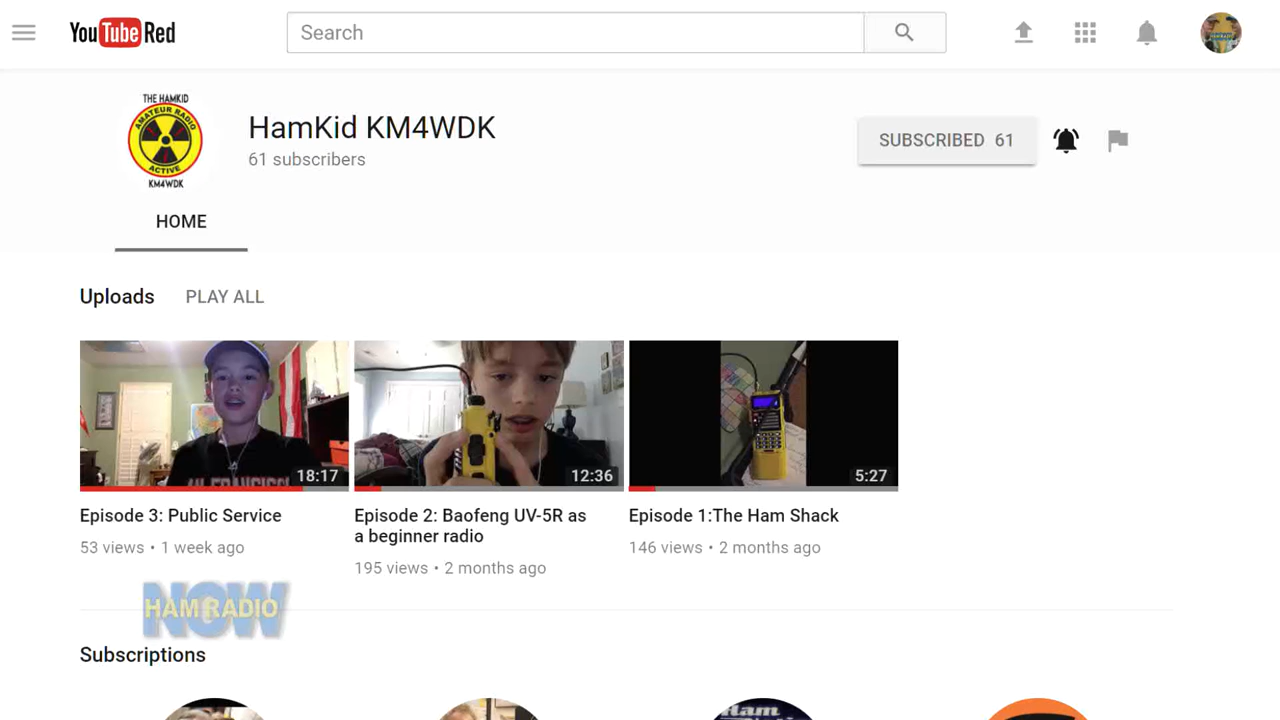 YouTube Red
Search
THE HAMKID
AMATEUR RADIO
ACTIVE
KM4WDK
HamKid KM4WDK
61 subscribers
SUBSCRIBED 61
HOME
Uploads PLAY ALL
18:17
12:36
5:27
Episode 3: Public Service
53 views • 1 week ago
Episode 2: Baofeng UV-5R as
a beginner radio
195 views • 2 months ago
Episode 1:The Ham Shack
146 views • 2 months ago
HAM RADIO
NOW
Subscriptions